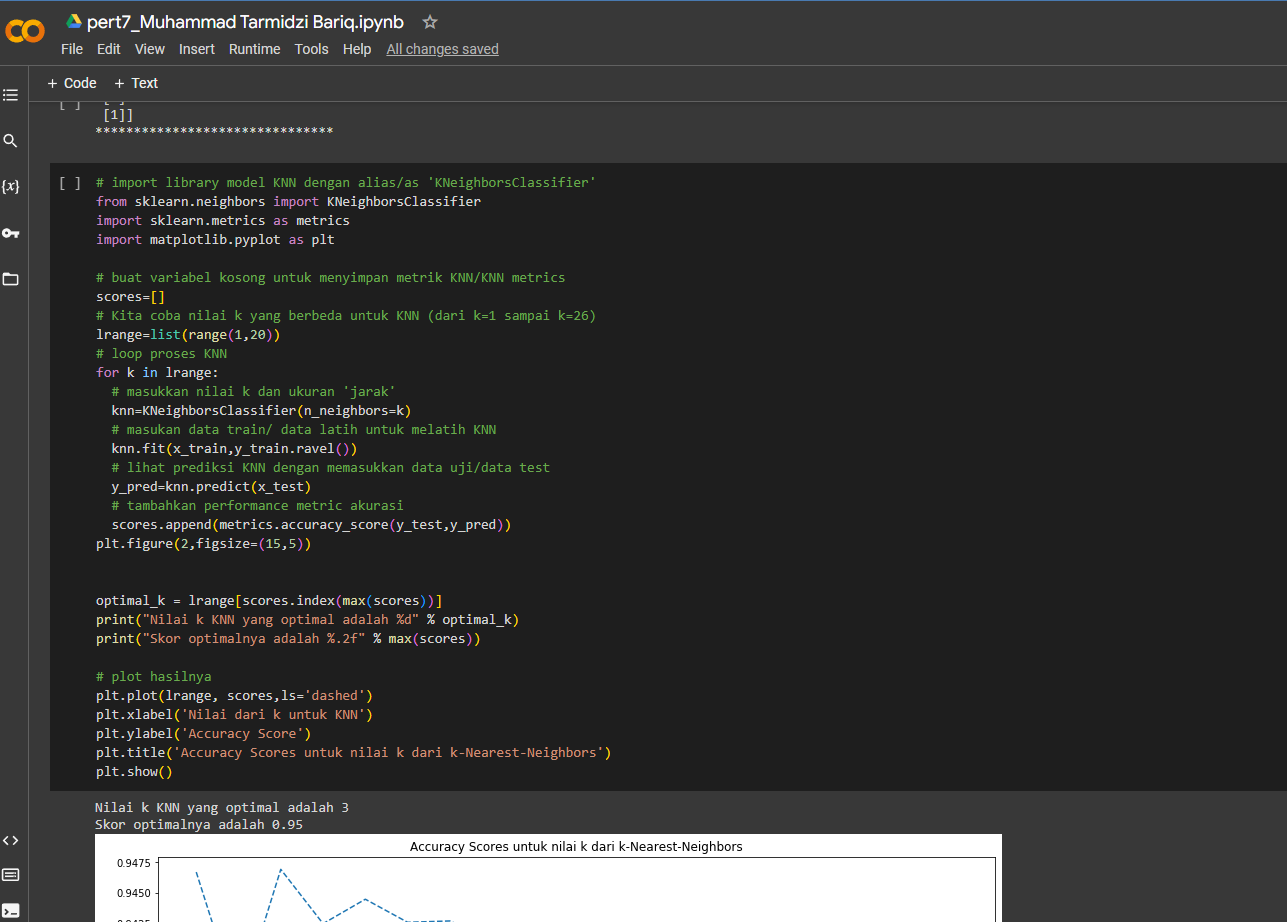 pert7_Muhammad Tarmidzi Bariq.ipynb
File Edit View Insert Runtime Tools Help All changes saved
+ Code + Text
[1]]
*******************************
[ ] # import library model KNN dengan alias/as 'KNeighborsClassifier'
from sklearn.neighbors import KNeighborsClassifier
import sklearn.metrics as metrics
import matplotlib.pyplot as plt
# buat variabel kosong untuk menyimpan metrik KNN/KNN metrics
scores=[]
# Kita coba nilai k yang berbeda untuk KNN (dari k=1 sampai k=26)
lrange=list(range(1,20))
# loop proses KNN
for k in lrange:
# masukkan nilai k dan ukuran 'jarak'
knn=KNeighborsClassifier(n_neighbors=k)
# masukan data train/ data latih untuk melatih KNN
knn.fit(x_train,y_train.ravel())
# lihat prediksi KNN dengan memasukkan data uji/data test
y_pred=knn.predict(x_test)
# tambahkan performance metric akurasi
scores.append(metrics.accuracy_score(y_test,y_pred))
plt.figure(2,figsize=(15,5))
optimal_k = lrange[scores.index(max(scores))]
print("Nilai k KNN yang optimal adalah %d" % optimal_k)
print("Skor optimalnya adalah %.2f" % max(scores))
# plot hasilnya
plt.plot(lrange, scores,ls='dashed')
plt.xlabel('Nilai dari k untuk KNN')
plt.ylabel('Accuracy Score')
plt.title('Accuracy Scores untuk nilai k dari k-Nearest-Neighbors')
plt.show()
Nilai k KNN yang optimal adalah 3
Skor optimalnya adalah 0.95
Accuracy Scores untuk nilai k dari k-Nearest-Neighbors
0.9475
0.9450